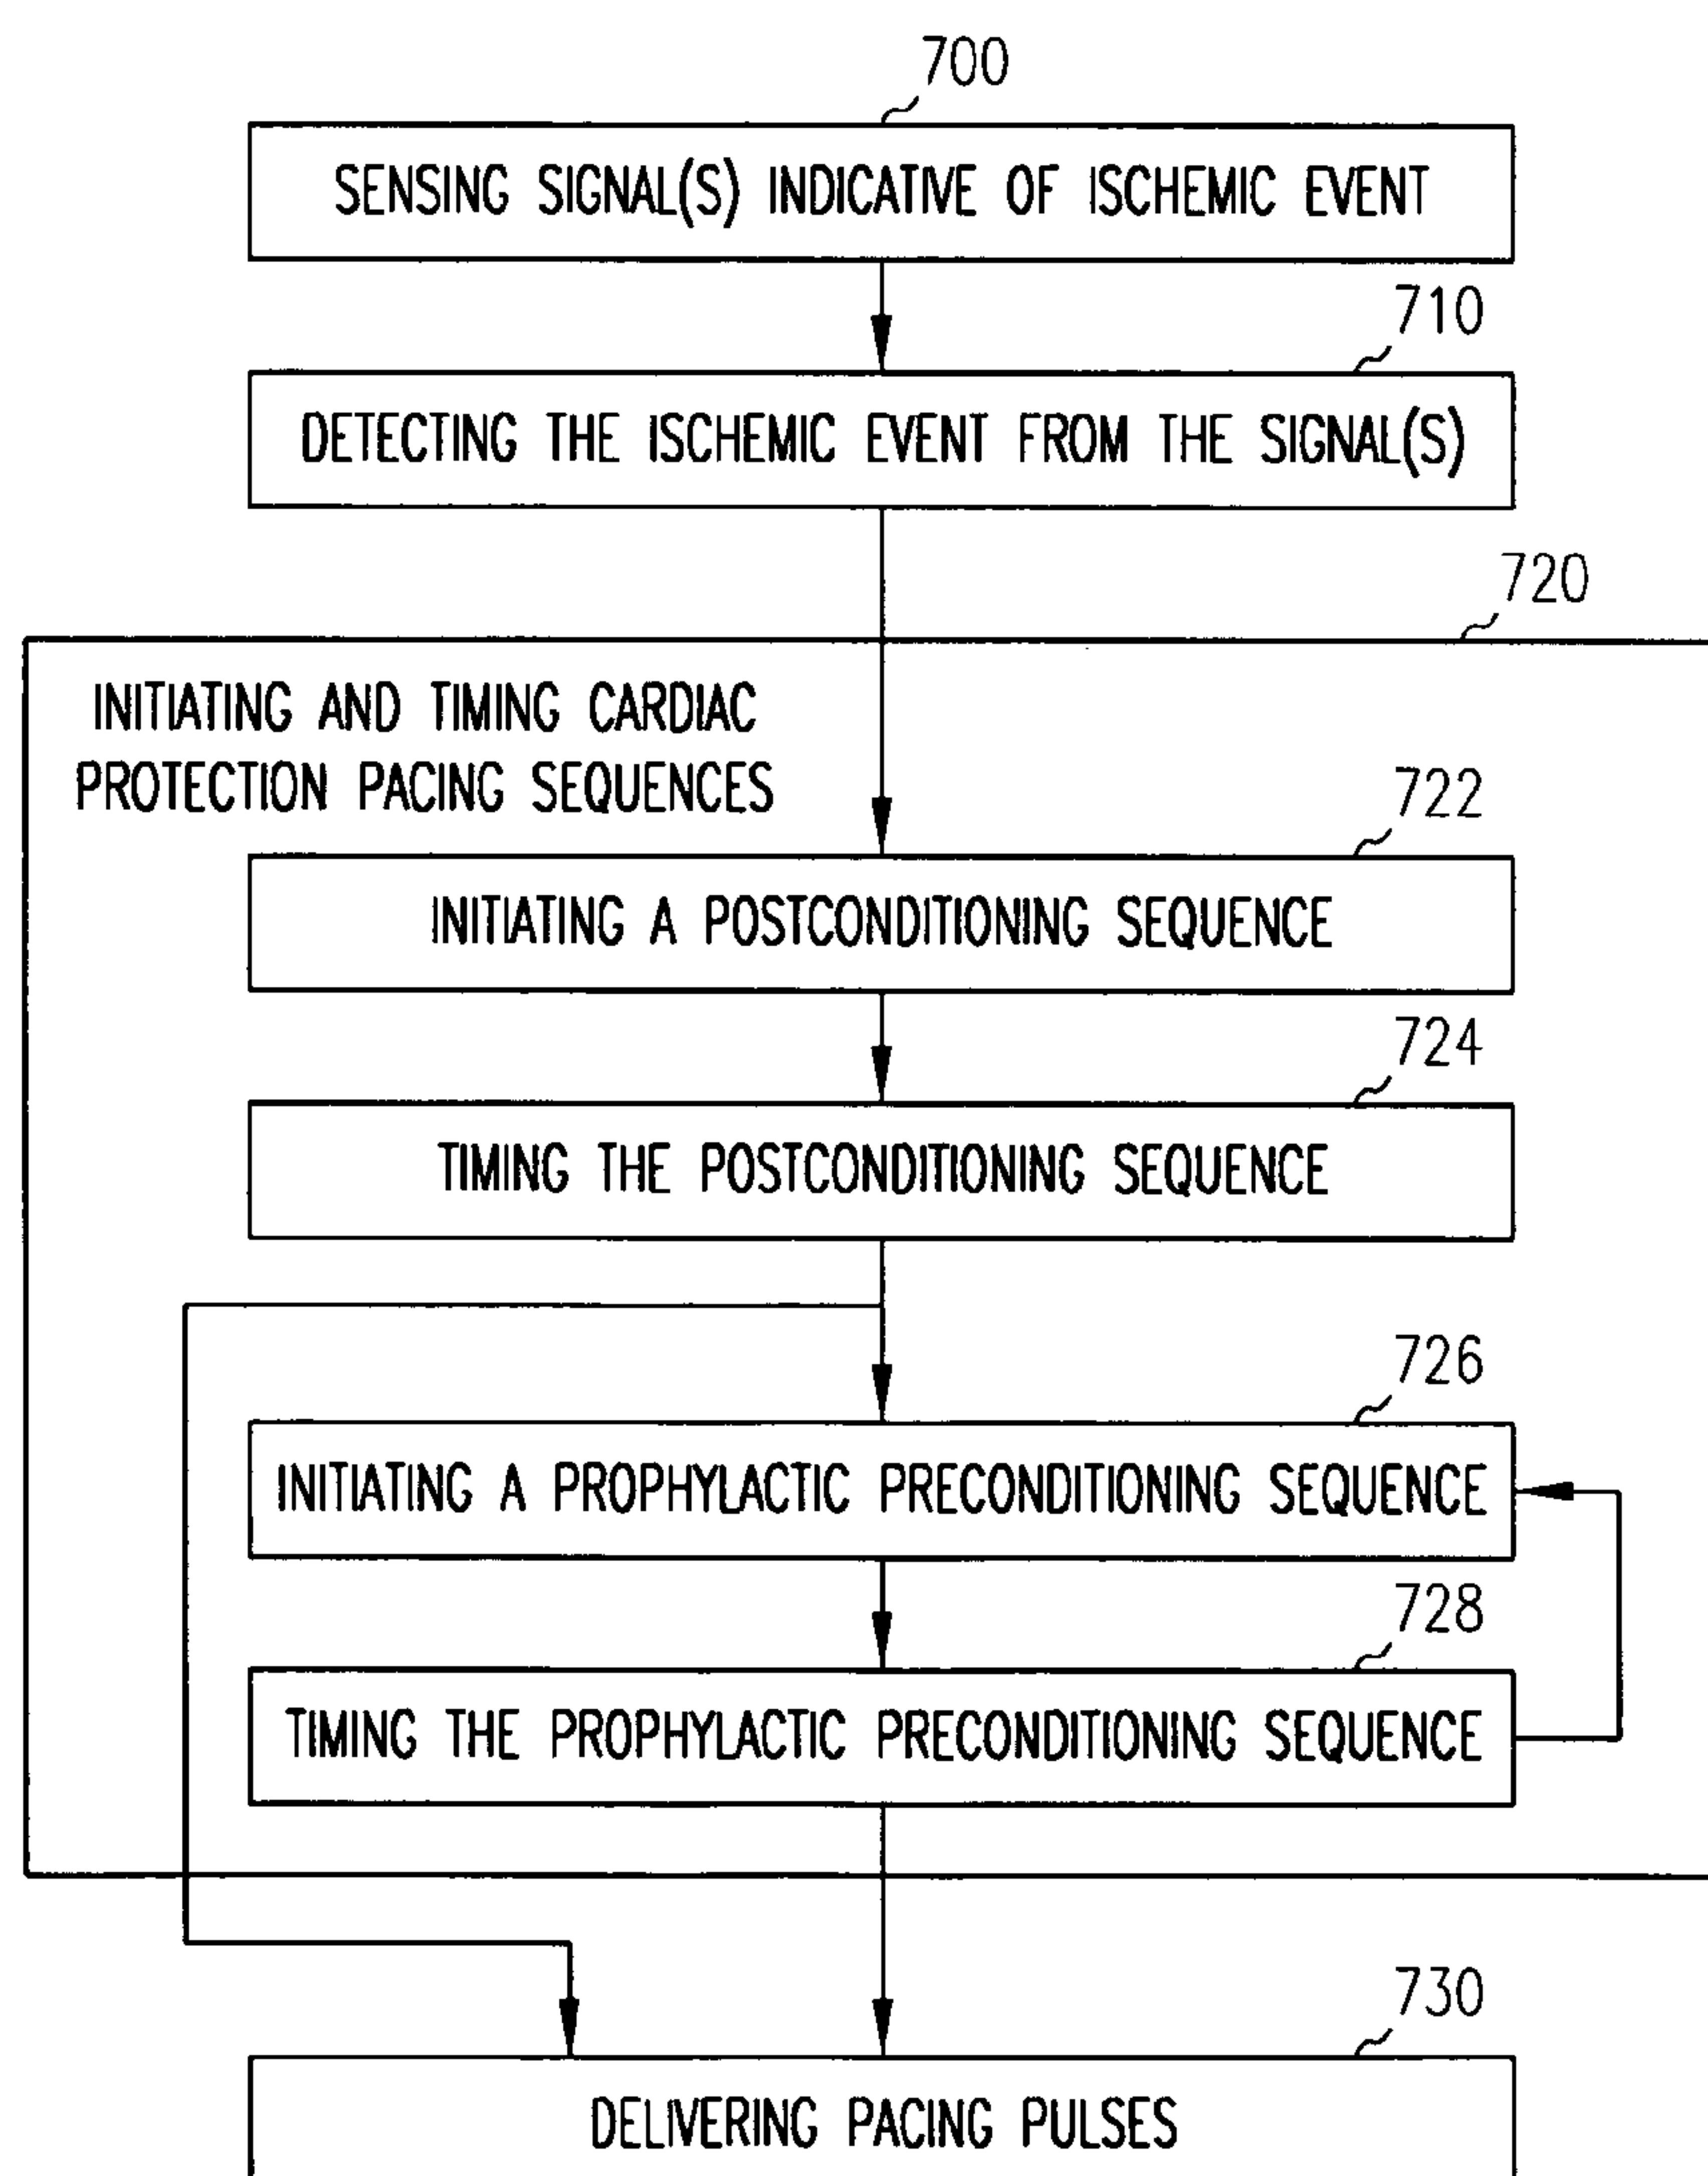 700
SENSING SIGNAL(S) INDICATIVE OF ISCHEMIC EVENT
710
DETECTING THE ISCHEMIC EVENT FROM THE SIGNAL(S)
720
INITIATING AND TIMING CARDIAC
PROTECTION PACING SEQUENCES
722
INITIATING A POSTCONDITIONING SEQUENCE
724
TIMING THE POSTCONDITIONING SEQUENCE
726
INITIATING A PROPHYLACTIC PRECONDITIONING SEQUENCE
728
TIMING THE PROPHYLACTIC PRECONDITIONING SEQUENCE
730
DELIVERING PACING PULSES